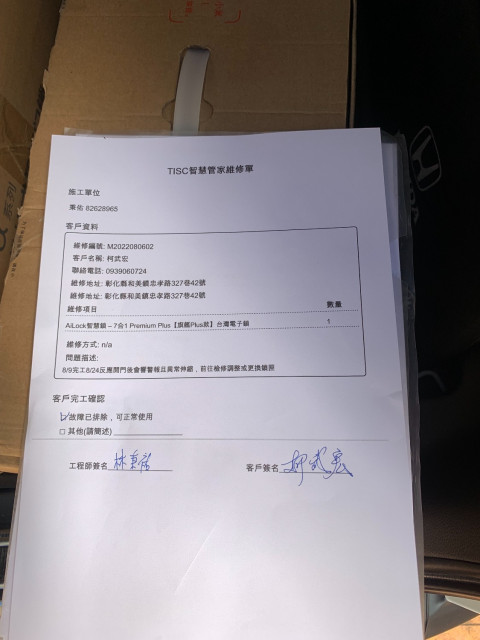 TISC智慧管家維修單
施工單位
秉佑 82628965
客戶資料
維修編號: M2022080602
客戶名稱: 柯武宏
聯絡電話: 0939060724
維修地址: 彰化縣和美鎮忠孝路327巷42號
維修地址: 彰化縣和美鎮忠孝路327巷42號
維修項目 數量
AiLock智慧鎖 – 7合1 Premium Plus【旗艦Plus款】台灣電子鎖 1
維修方式: n/a
問題描述:
8/9完工8/24反應開門後會響警報且異常伸縮，前往檢修調整或更換鎖匣
客戶完工確認
☑ 故障已排除，可正常使用
□ 其他(請簡述)
工程師簽名 林秉佑 客戶簽名 柯武宏